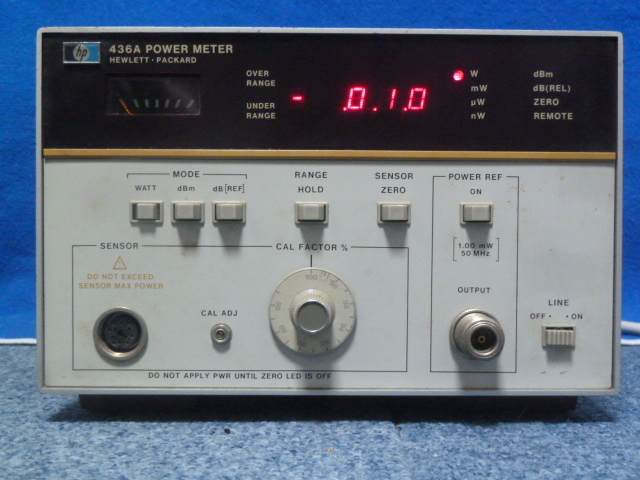 hp 436A POWER METER
HEWLETT · PACKARD
OVER
RANGE
UNDER
RANGE
- .0.1.0
W
mW
µW
nW
dBm
dB(REL)
ZERO
REMOTE
MODE
WATT dBm dB [REF]
RANGE
HOLD
SENSOR
ZERO
POWER REF
ON
[1.00 mW
50 MHz]
SENSOR
CAL FACTOR %
DO NOT EXCEED
SENSOR MAX POWER
100
CAL ADJ
OUTPUT
LINE
OFF · · ON
DO NOT APPLY PWR UNTIL ZERO LED IS OFF